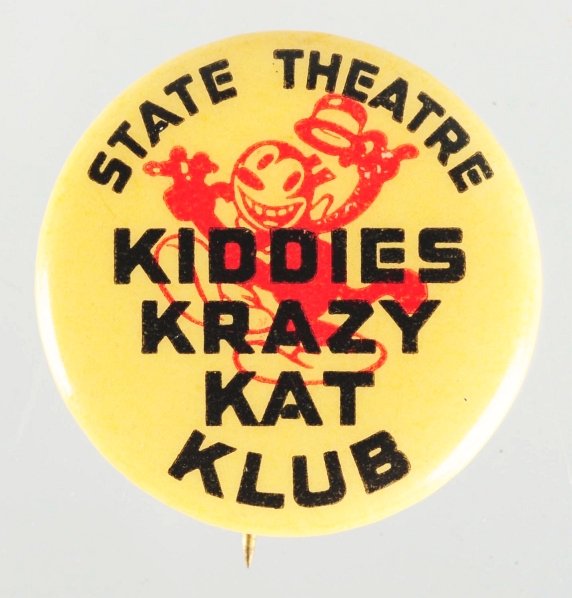 STATE THEATRE
KIDDIES
KRAZY
KAT
KLUB